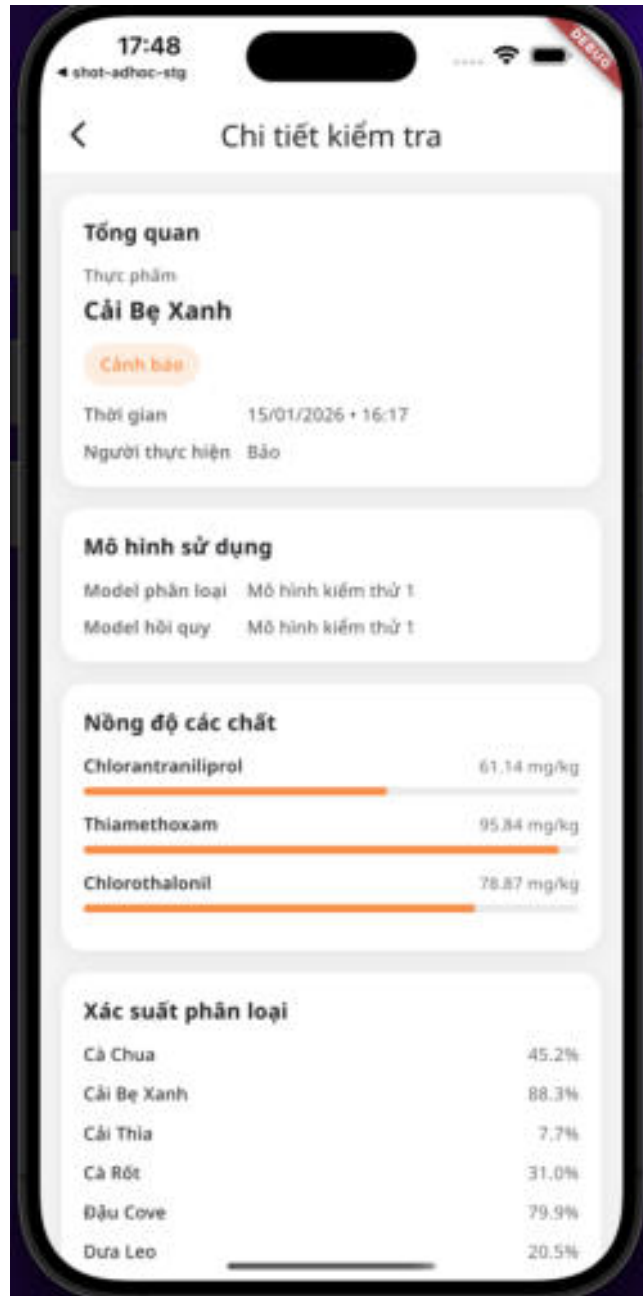 17:48
◀ shot-adhoc-stg
DEBUG
Chi tiết kiểm tra
Tổng quan
Thực phẩm
Cải Bẹ Xanh
Cảnh báo
Thời gian 15/01/2026 • 16:17
Người thực hiện Bảo
Mô hình sử dụng
Model phân loại Mô hình kiểm thử 1
Model hồi quy Mô hình kiểm thử 1
Nồng độ các chất
Chlorantraniliprol 61.14 mg/kg
Thiamethoxam 95.84 mg/kg
Chlorothalonil 78.87 mg/kg
Xác suất phân loại
Cà Chua 45.2%
Cải Bẹ Xanh 88.3%
Cải Thìa 7.7%
Cà Rốt 31.0%
Đậu Cove 79.9%
Dưa Leo 20.5%